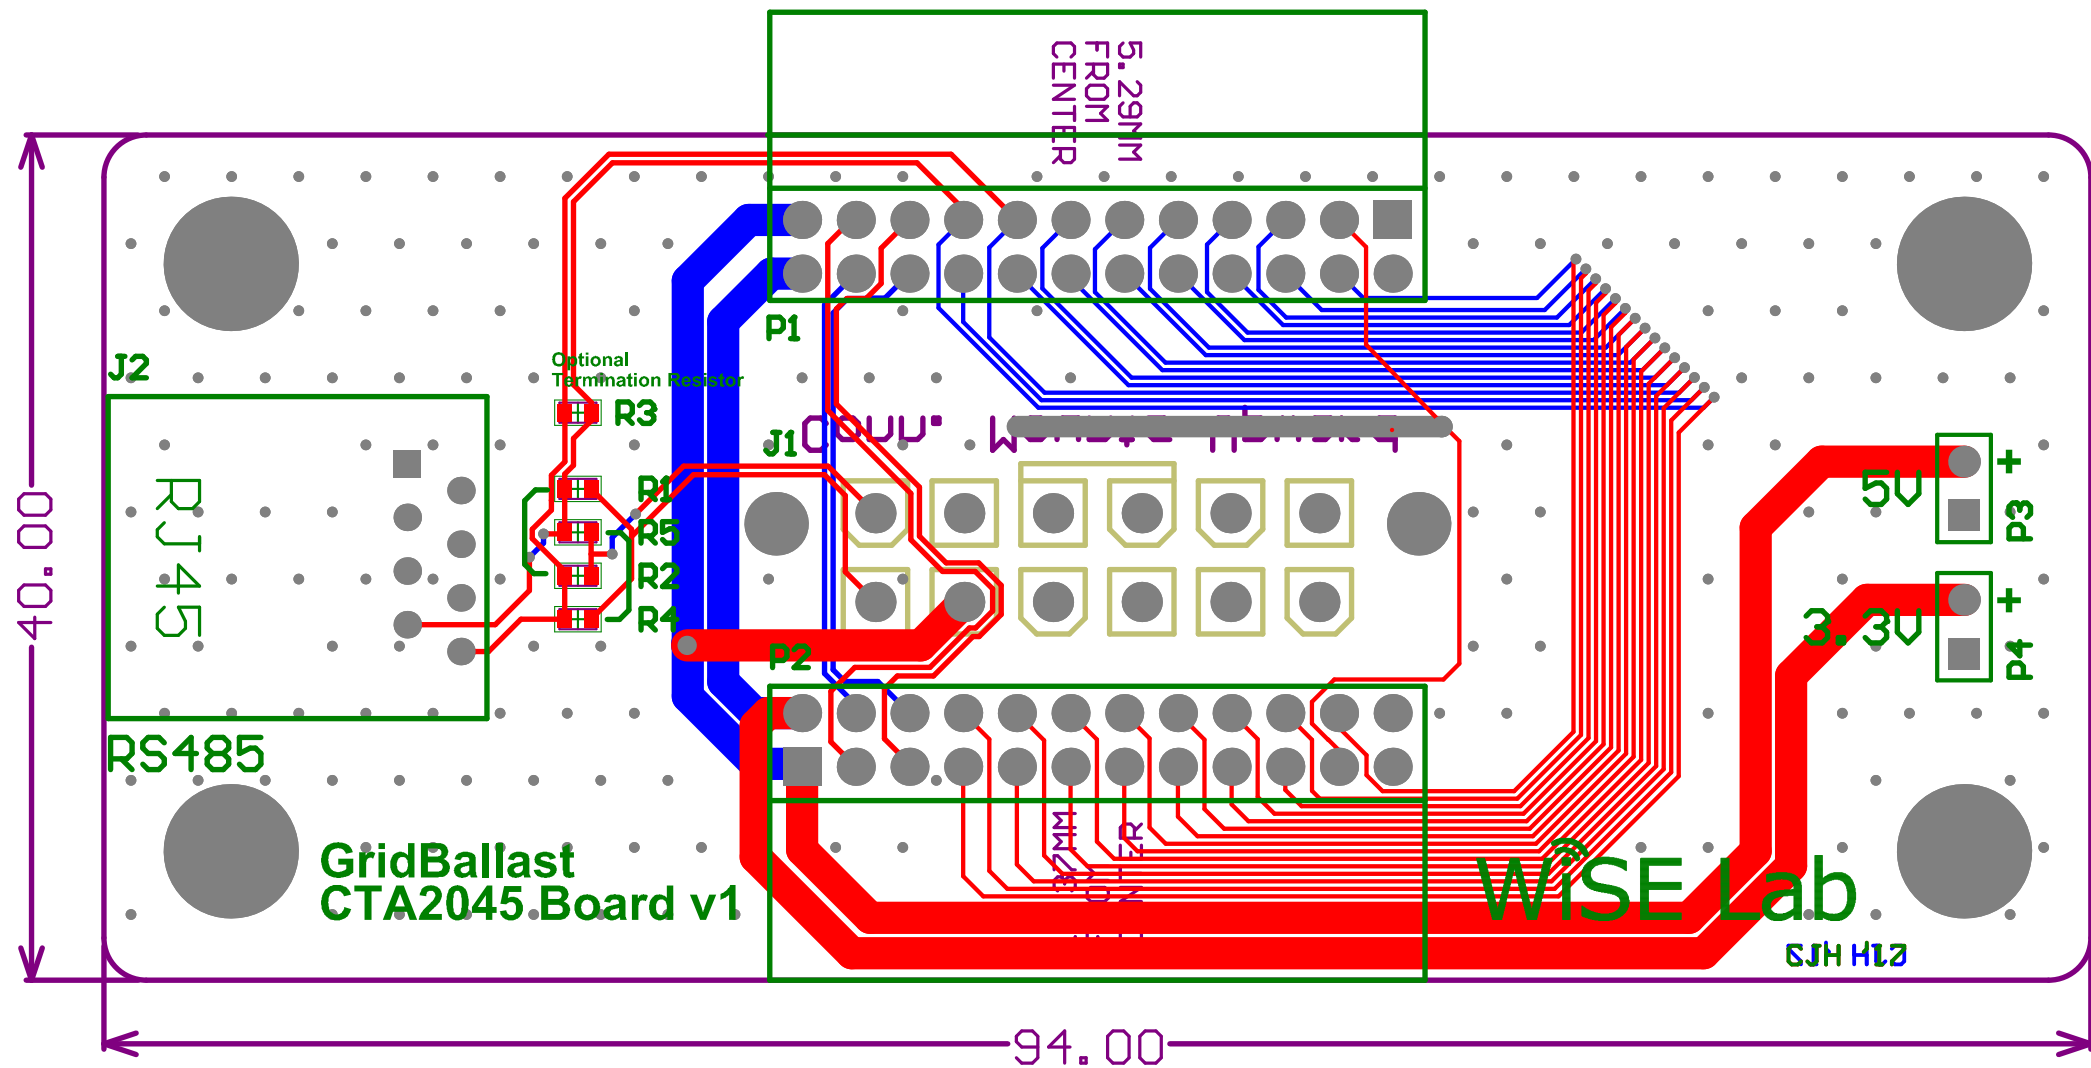 5.29MM
FROM
CENTER
P1
J2
Optional
Termination Resistor
R3
J1
R1
R5
R2
R4
RJ45
5V
+
P3
3.3V
+
P4
P2
RS485
40.00
GridBallast
CTA2045 Board v1
WiSE Lab
94.00